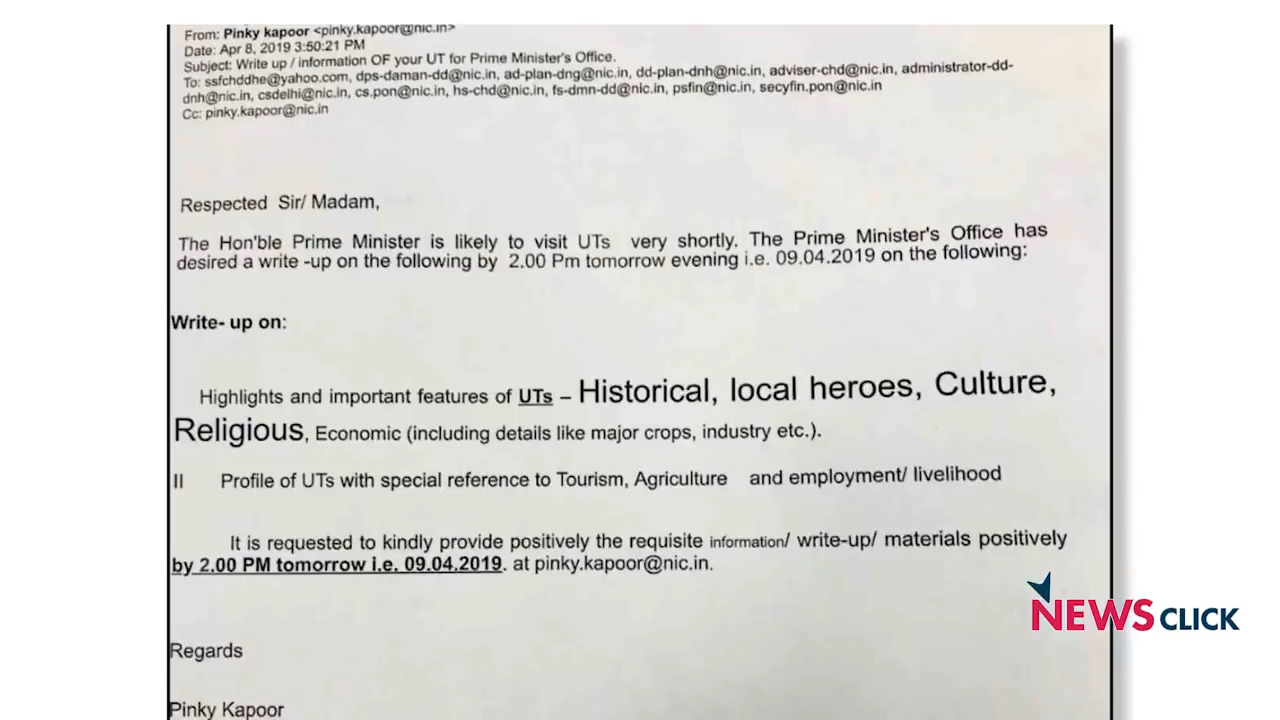 From: Pinky kapoor <pinky.kapoor@nic.in>
Date: Apr 8, 2019 3:50:21 PM
Subject: Write up / information OF your UT for Prime Minister's Office.
To: ssfchddhe@yahoo.com, dps-daman-dd@nic.in, ad-plan-dng@nic.in, dd-plan-dnh@nic.in, adviser-chd@nic.in, administrator-dd-
dnh@nic.in, csdelhi@nic.in, cs.pon@nic.in, hs-chd@nic.in, fs-dmn-dd@nic.in, psfin@nic.in, secyfin.pon@nic.in
Cc: pinky.kapoor@nic.in
Respected Sir/ Madam,
The Hon'ble Prime Minister is likely to visit UTs very shortly. The Prime Minister's Office has
desired a write -up on the following by 2.00 Pm tomorrow evening i.e. 09.04.2019 on the following:
Write- up on:
Highlights and important features of UTs – Historical, local heroes, Culture,
Religious, Economic (including details like major crops, industry etc.).
II Profile of UTs with special reference to Tourism, Agriculture and employment/ livelihood
It is requested to kindly provide positively the requisite information/ write-up/ materials positively
by 2.00 PM tomorrow i.e. 09.04.2019. at pinky.kapoor@nic.in.
NEWSCLICK
Regards
Pinky Kapoor